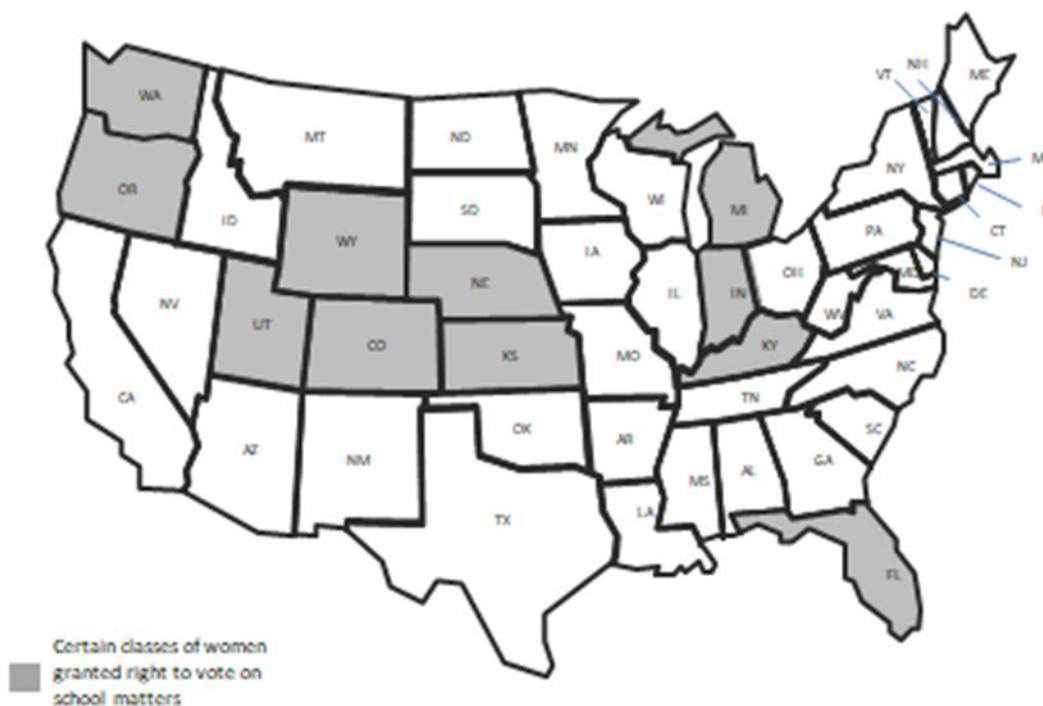 WA
MT
ND
MN
OR
ID
WY
SD
WI
MI
NY
VT
NH
ME
M
CT
NJ
PA
DE
MD
NV
UT
CO
NE
KS
IA
IL
IN
OH
WV
VA
KY
MO
CA
AZ
NM
OK
AR
TN
NC
SC
TX
LA
MS
AL
GA
FL
Certain classes of women
granted right to vote on
school matters